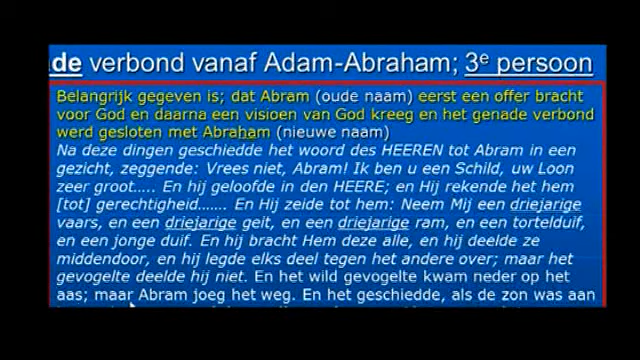 de verbond vanaf Adam-Abraham; 3e persoon
Belangrijk gegeven is; dat Abram (oude naam) eerst een offer bracht
voor God en daarna een visioen van God kreeg en het genade verbond
werd gesloten met Abraham (nieuwe naam)
Na deze dingen geschiedde het woord des HEEREN tot Abram in een
gezicht, zeggende: Vrees niet, Abram! Ik ben u een Schild, uw Loon
zeer groot..... En hij geloofde in den HEERE; en Hij rekende het hem
[tot] gerechtigheid....... En Hij zeide tot hem: Neem Mij een driejarige
vaars, en een driejarige geit, en een driejarige ram, en een tortelduif,
en een jonge duif. En hij bracht Hem deze alle, en hij deelde ze
middendoor, en hij legde elks deel tegen het andere over; maar het
gevogelte deelde hij niet. En het wild gevogelte kwam neder op het
aas; maar Abram joeg het weg. En het geschiedde, als de zon was aan